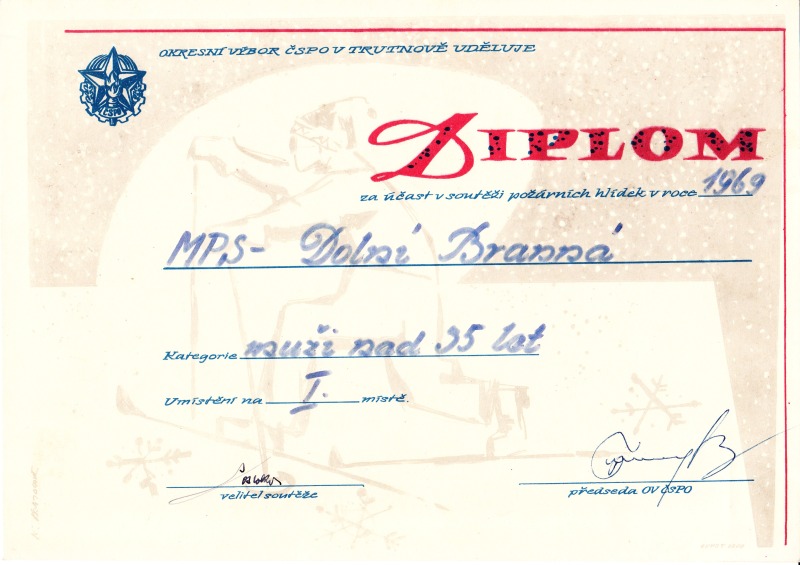 OKRESNÍ VÝBOR ČSPO V TRUTNOVĚ UDĚLUJE
DIPLOM
za účast v soutěži požárních hlídek v roce 1969
MPS - Dolní Branná
Kategorie muži nad 35 let
Umístění na I. místě.
velitel soutěže
předseda OV ČSPO